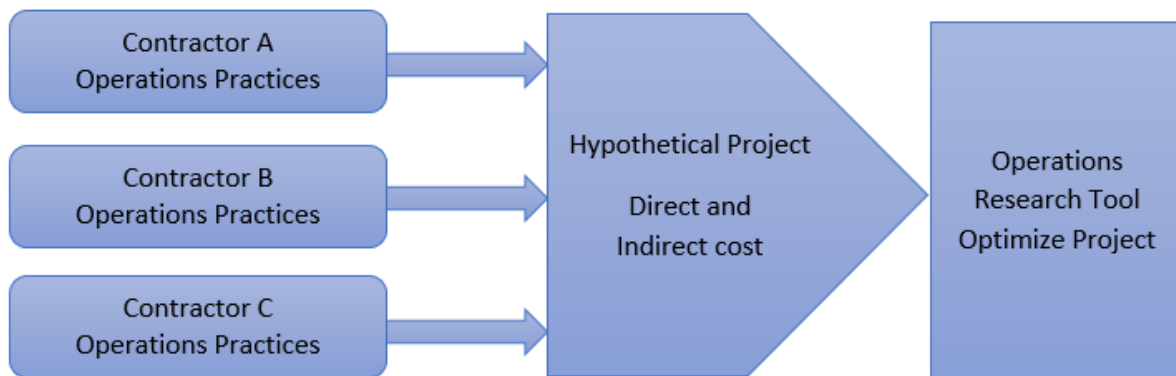 Contractor A
Operations Practices
Contractor B
Operations Practices
Contractor C
Operations Practices
Hypothetical Project
Direct and
Indirect cost
Operations
Research Tool
Optimize Project